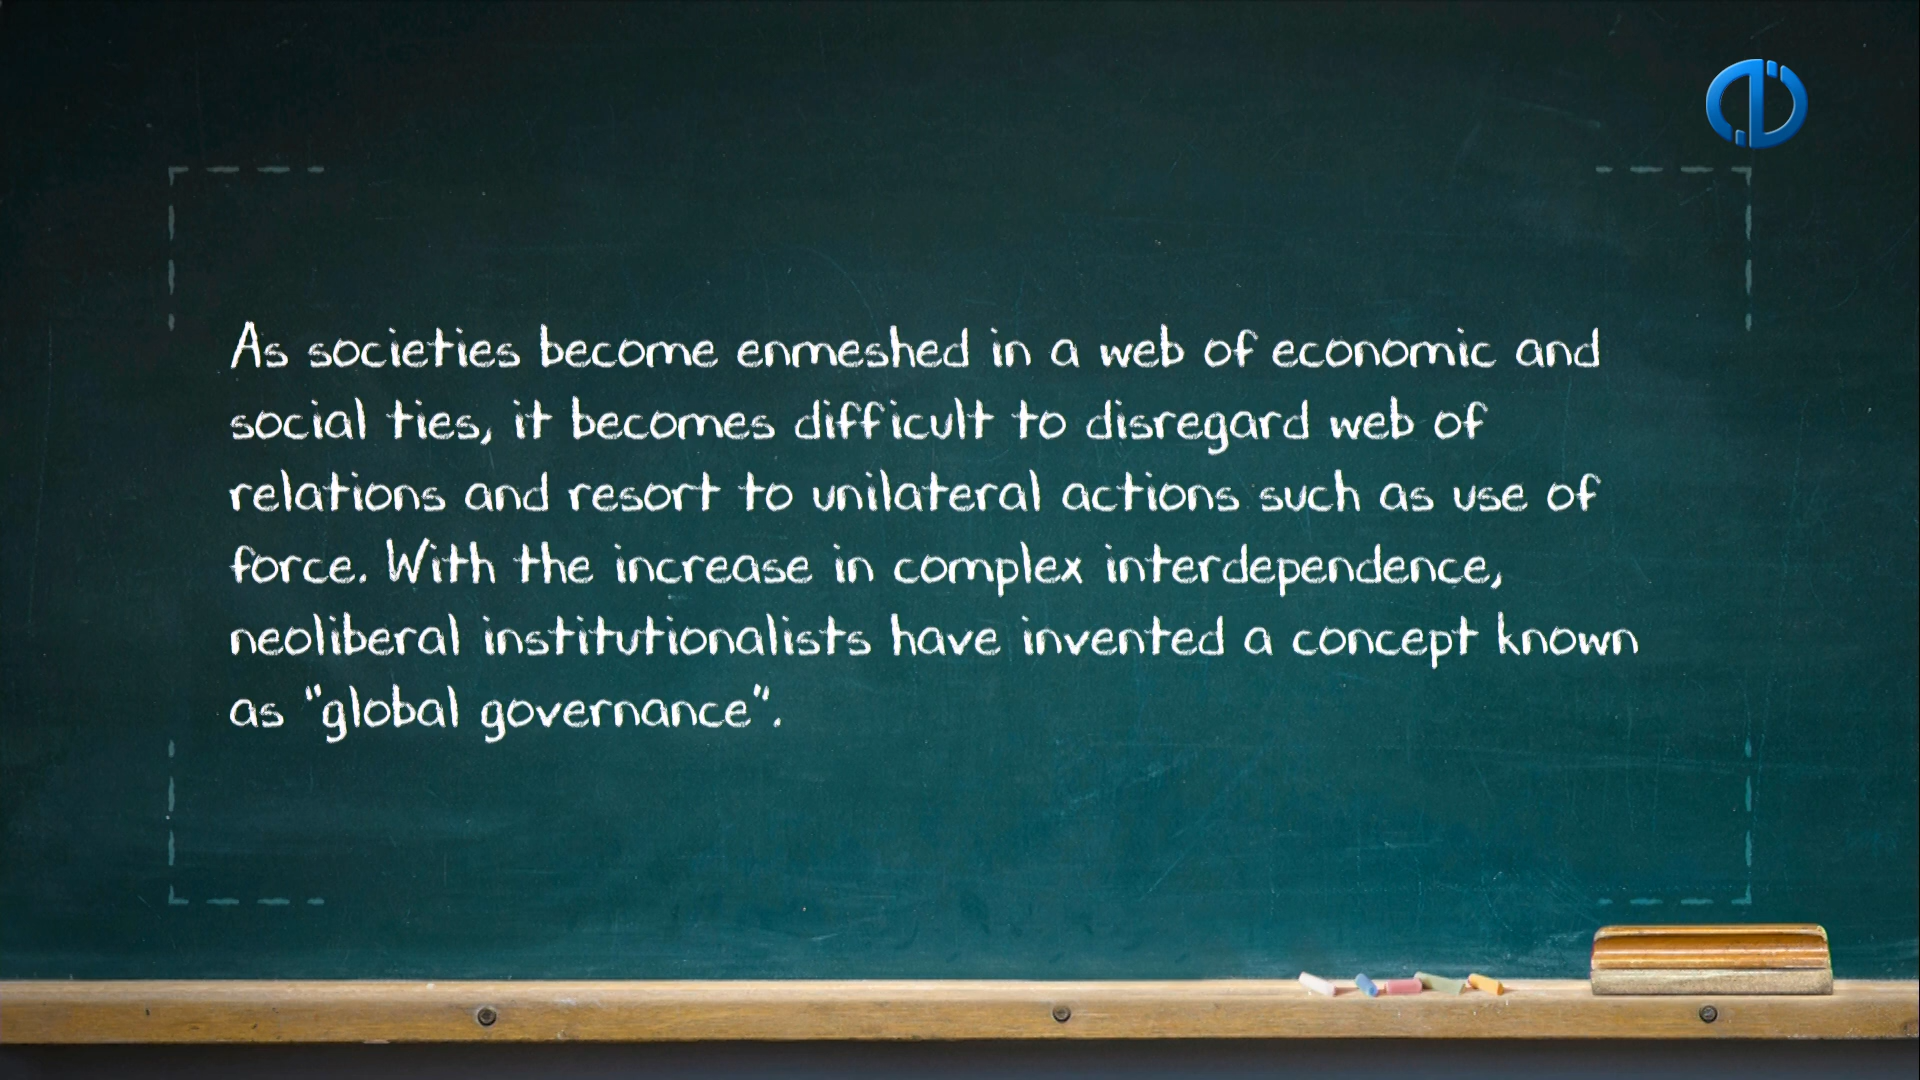 As societies become enmeshed in a web of economic and
social ties, it becomes difficult to disregard web of
relations and resort to unilateral actions such as use of
force. With the increase in complex interdependence,
neoliberal institutionalists have invented a concept known
as "global governance".